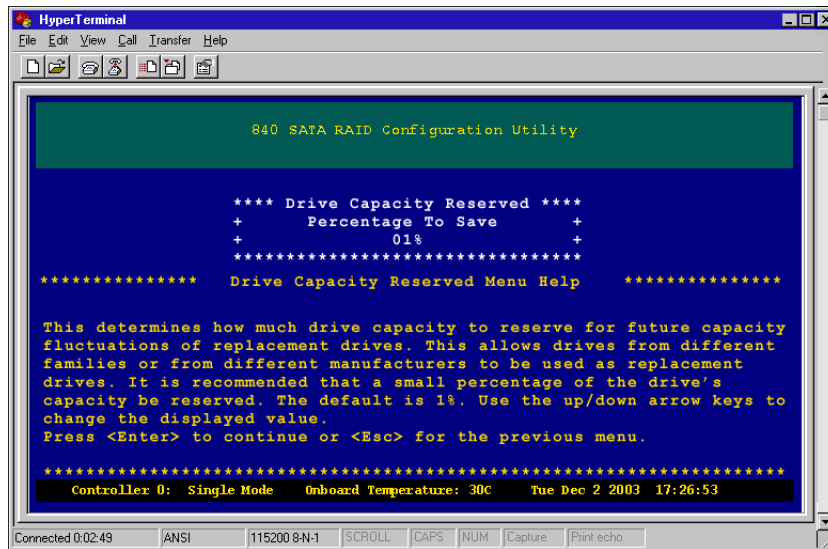 HyperTerminal
File Edit View Call Transfer Help
840 SATA RAID Configuration Utility
**** Drive Capacity Reserved ****
+ Percentage To Save +
+ 01% +
*********************************
*************** Drive Capacity Reserved Menu Help ***************
This determines how much drive capacity to reserve for future capacity
fluctuations of replacement drives. This allows drives from different
families or from different manufacturers to be used as replacement
drives. It is recommended that a small percentage of the drive's
capacity be reserved. The default is 1%. Use the up/down arrow keys to
change the displayed value.
Press <Enter> to continue or <Esc> for the previous menu.
***********************************************************************
Controller 0: Single Mode Onboard Temperature: 30C Tue Dec 2 2003 17:26:53
Connected 0:02:49 ANSI 115200 8-N-1 SCROLL CAPS NUM Capture Print echo